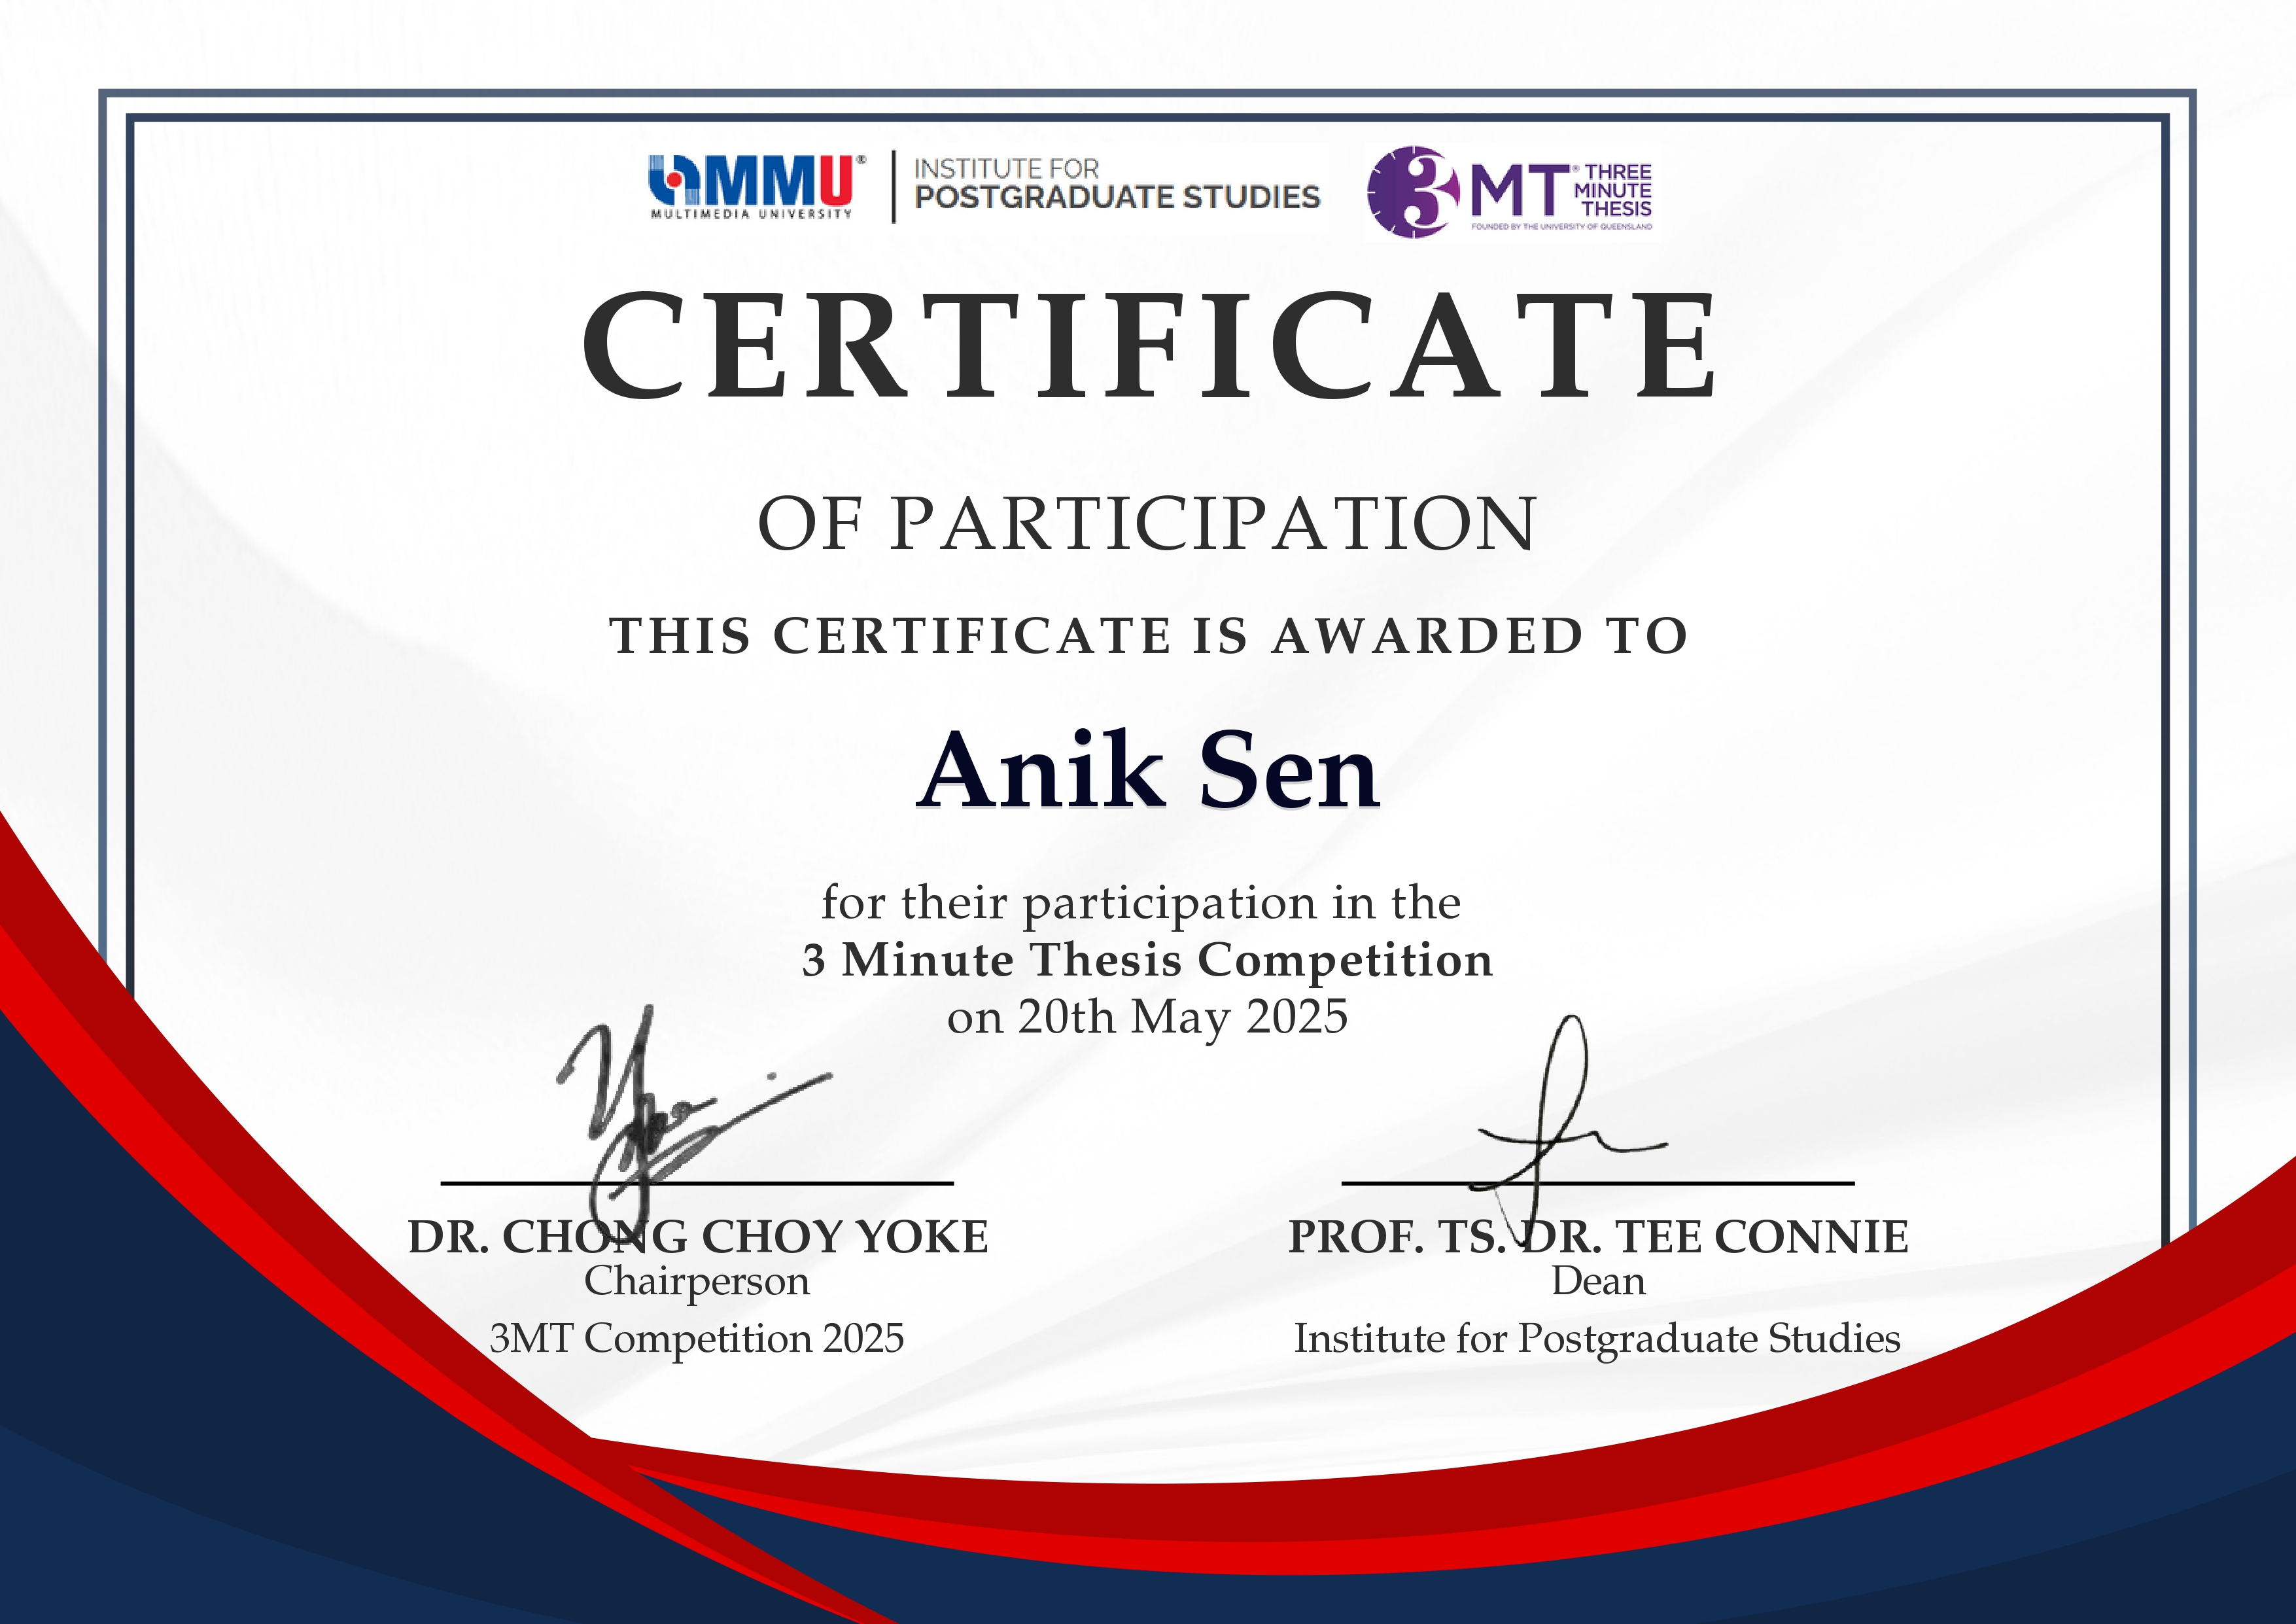 MMU®
MULTIMEDIA UNIVERSITY
INSTITUTE FOR
POSTGRADUATE STUDIES
3MT® THREE
MINUTE
THESIS
FOUNDED BY THE UNIVERSITY OF QUEENSLAND
CERTIFICATE
OF PARTICIPATION
THIS CERTIFICATE IS AWARDED TO
Anik Sen
for their participation in the
3 Minute Thesis Competition
on 20th May 2025
DR. CHONG CHOY YOKE
Chairperson
3MT Competition 2025
PROF. TS. DR. TEE CONNIE
Dean
Institute for Postgraduate Studies